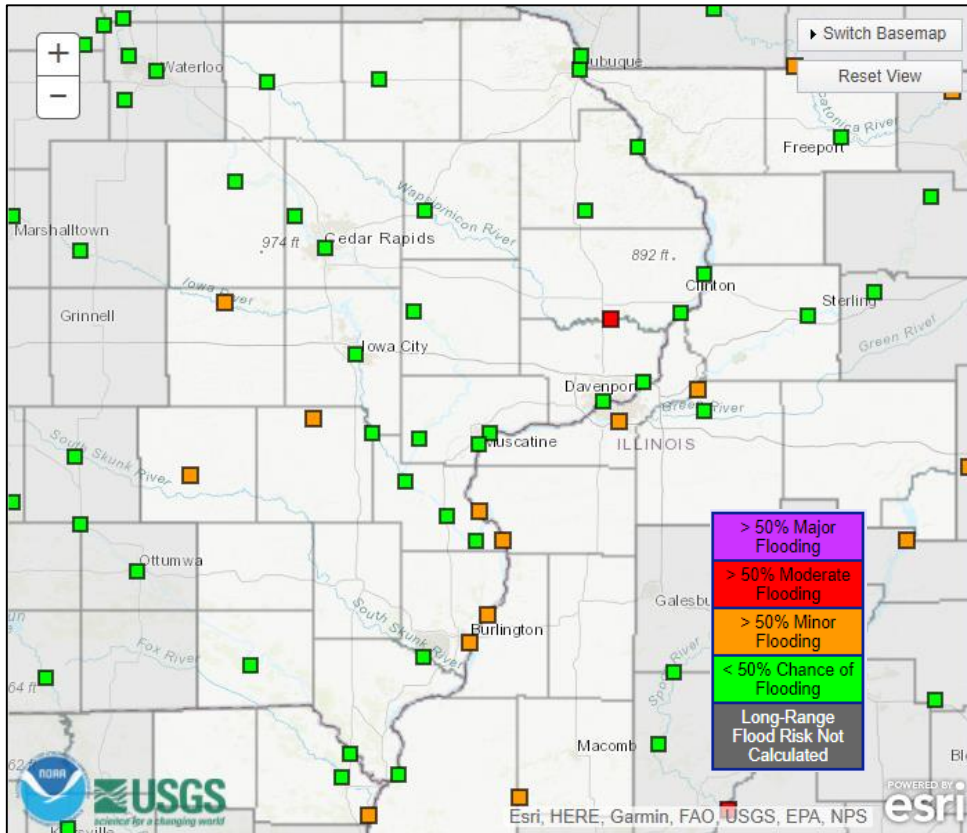 +
−
Switch Basemap
Reset View
Waterloo
Dubuque
Freeport
Wapsipinicon River
Marshalltown
974 ft
Cedar Rapids
892 ft
Clinton
Sterling
Iowa River
Grinnell
Iowa City
Green River
Davenport
Green River
South Skunk River
Muscatine
ILLINOIS
Ottumwa
South Skunk River
Burlington
Fox River
Galesbu
Macomb
> 50% Major
Flooding
> 50% Moderate
Flooding
> 50% Minor
Flooding
< 50% Chance of
Flooding
Long-Range
Flood Risk Not
Calculated
NOAA
USGS
science for a changing world
POWERED BY
esri
Esri, HERE, Garmin, FAO, USGS, EPA, NPS